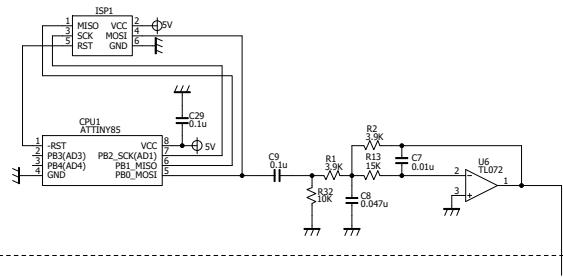 ISP1
1 MISO VCC 2 5V
3 SCK MOSI 4
5 RST GND 6
C29
0.1u
CPU1
ATTINY85
1 -RST VCC 8 5V
2 PB3(AD3) PB2_SCK(AD1) 7
3 PB4(AD4) PB1_MISO 6
4 GND PB0_MOSI 5
C9
0.1u
R32
10K
R1
3.9K
R2
3.9K
R13
15K
C8
0.047u
C7
0.01u
U6
TL072
2 -
3 +
1